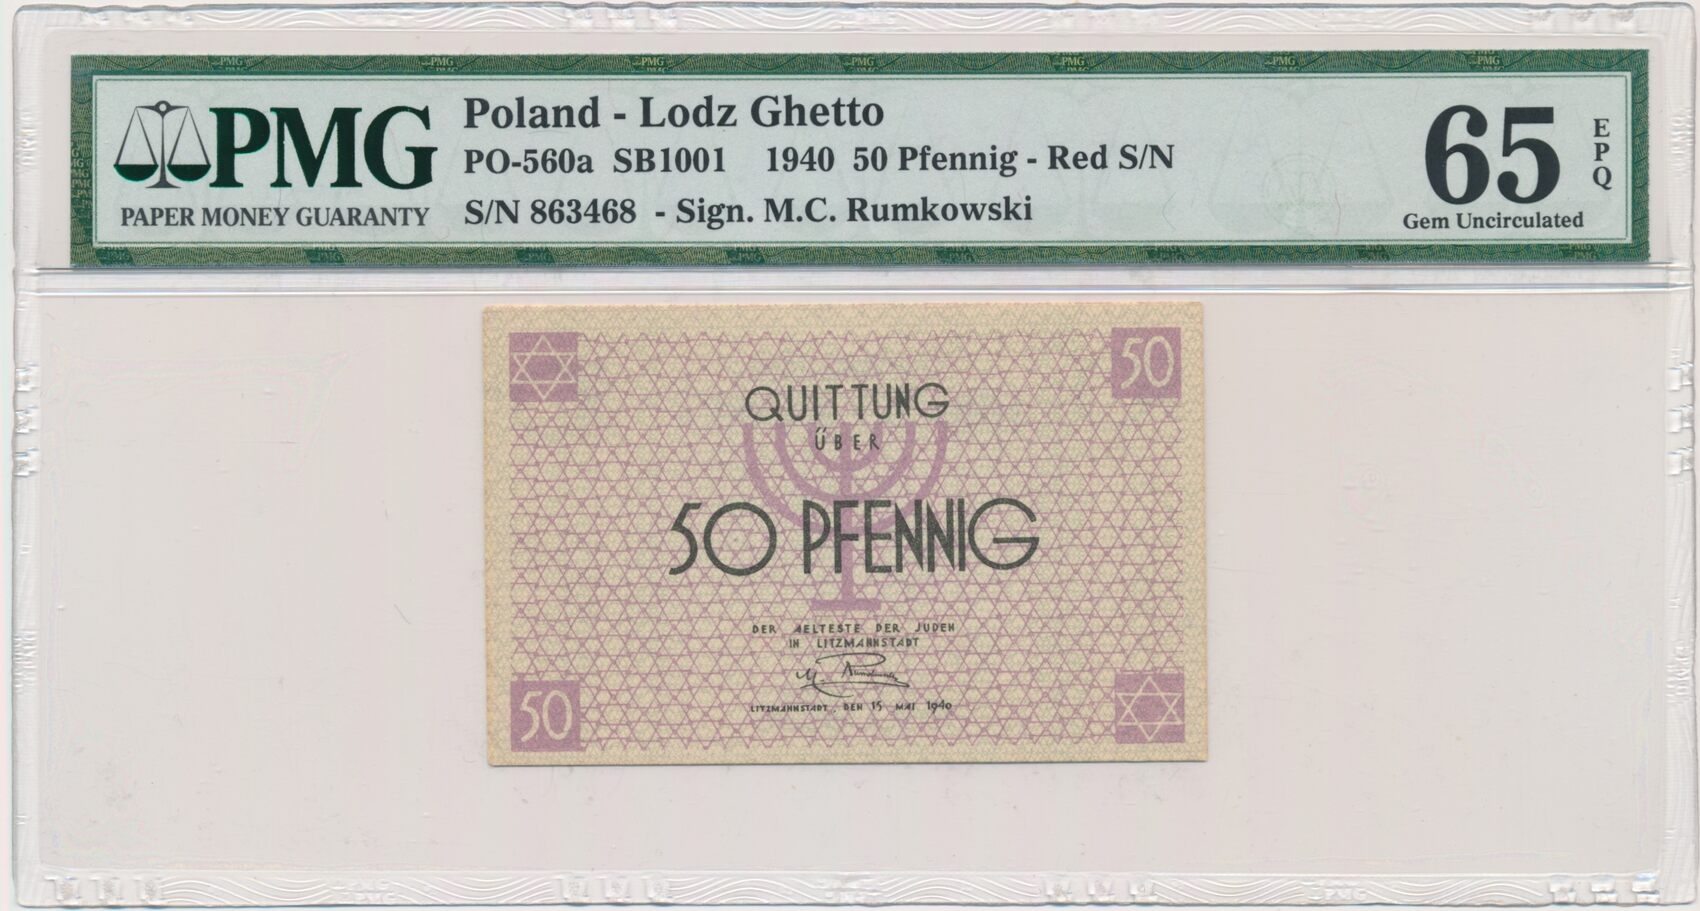 PMG
PAPER MONEY GUARANTY
Poland - Lodz Ghetto
PO-560a SB1001 1940 50 Pfennig - Red S/N
S/N 863468 - Sign. M.C. Rumkowski
65
EPQ
Gem Uncirculated
50
QUITTUNG
ÜBER
50 PFENNIG
DER AELTESTE DER JUDEN
IN LITZMANNSTADT
M. Rumkowski
LITZMANNSTADT, DEN 15 MAI 1940
50